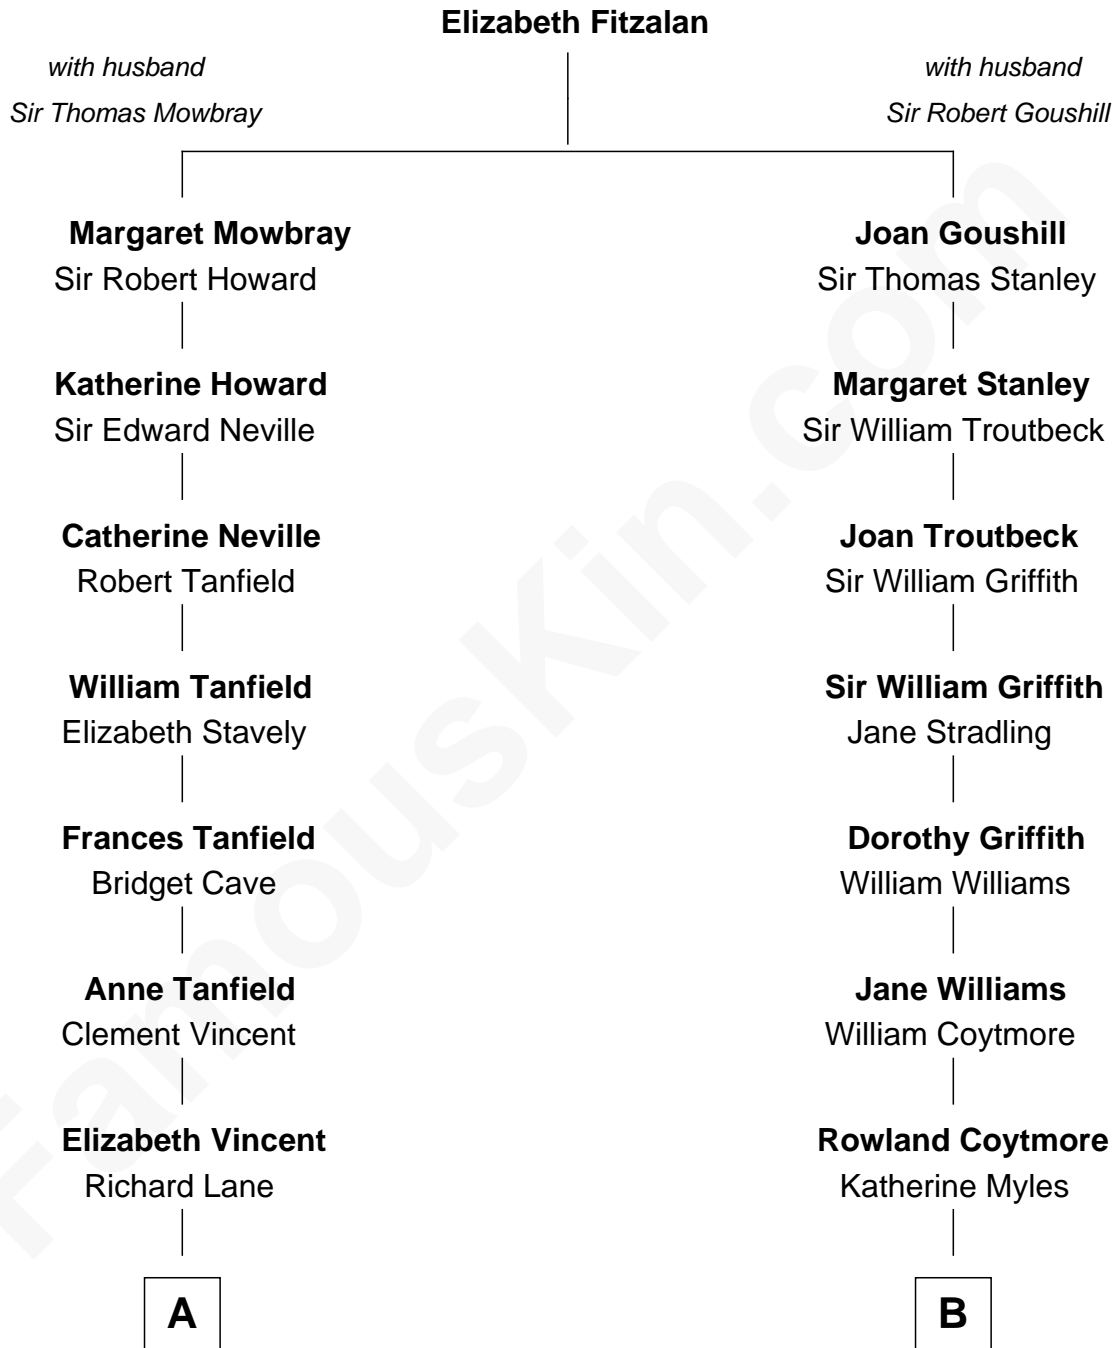 Elizabeth Fitzalan
with husband
Sir Thomas Mowbray
with husband
Sir Robert Goushill
Margaret Mowbray
Sir Robert Howard
Joan Goushill
Sir Thomas Stanley
Katherine Howard
Sir Edward Neville
Margaret Stanley
Sir William Troutbeck
Catherine Neville
Robert Tanfield
Joan Troutbeck
Sir William Griffith
William Tanfield
Elizabeth Stavely
Sir William Griffith
Jane Stradling
Frances Tanfield
Bridget Cave
Dorothy Griffith
William Williams
Anne Tanfield
Clement Vincent
Jane Williams
William Coytmore
Elizabeth Vincent
Richard Lane
Rowland Coytmore
Katherine Myles
A
B
FamousKin.com